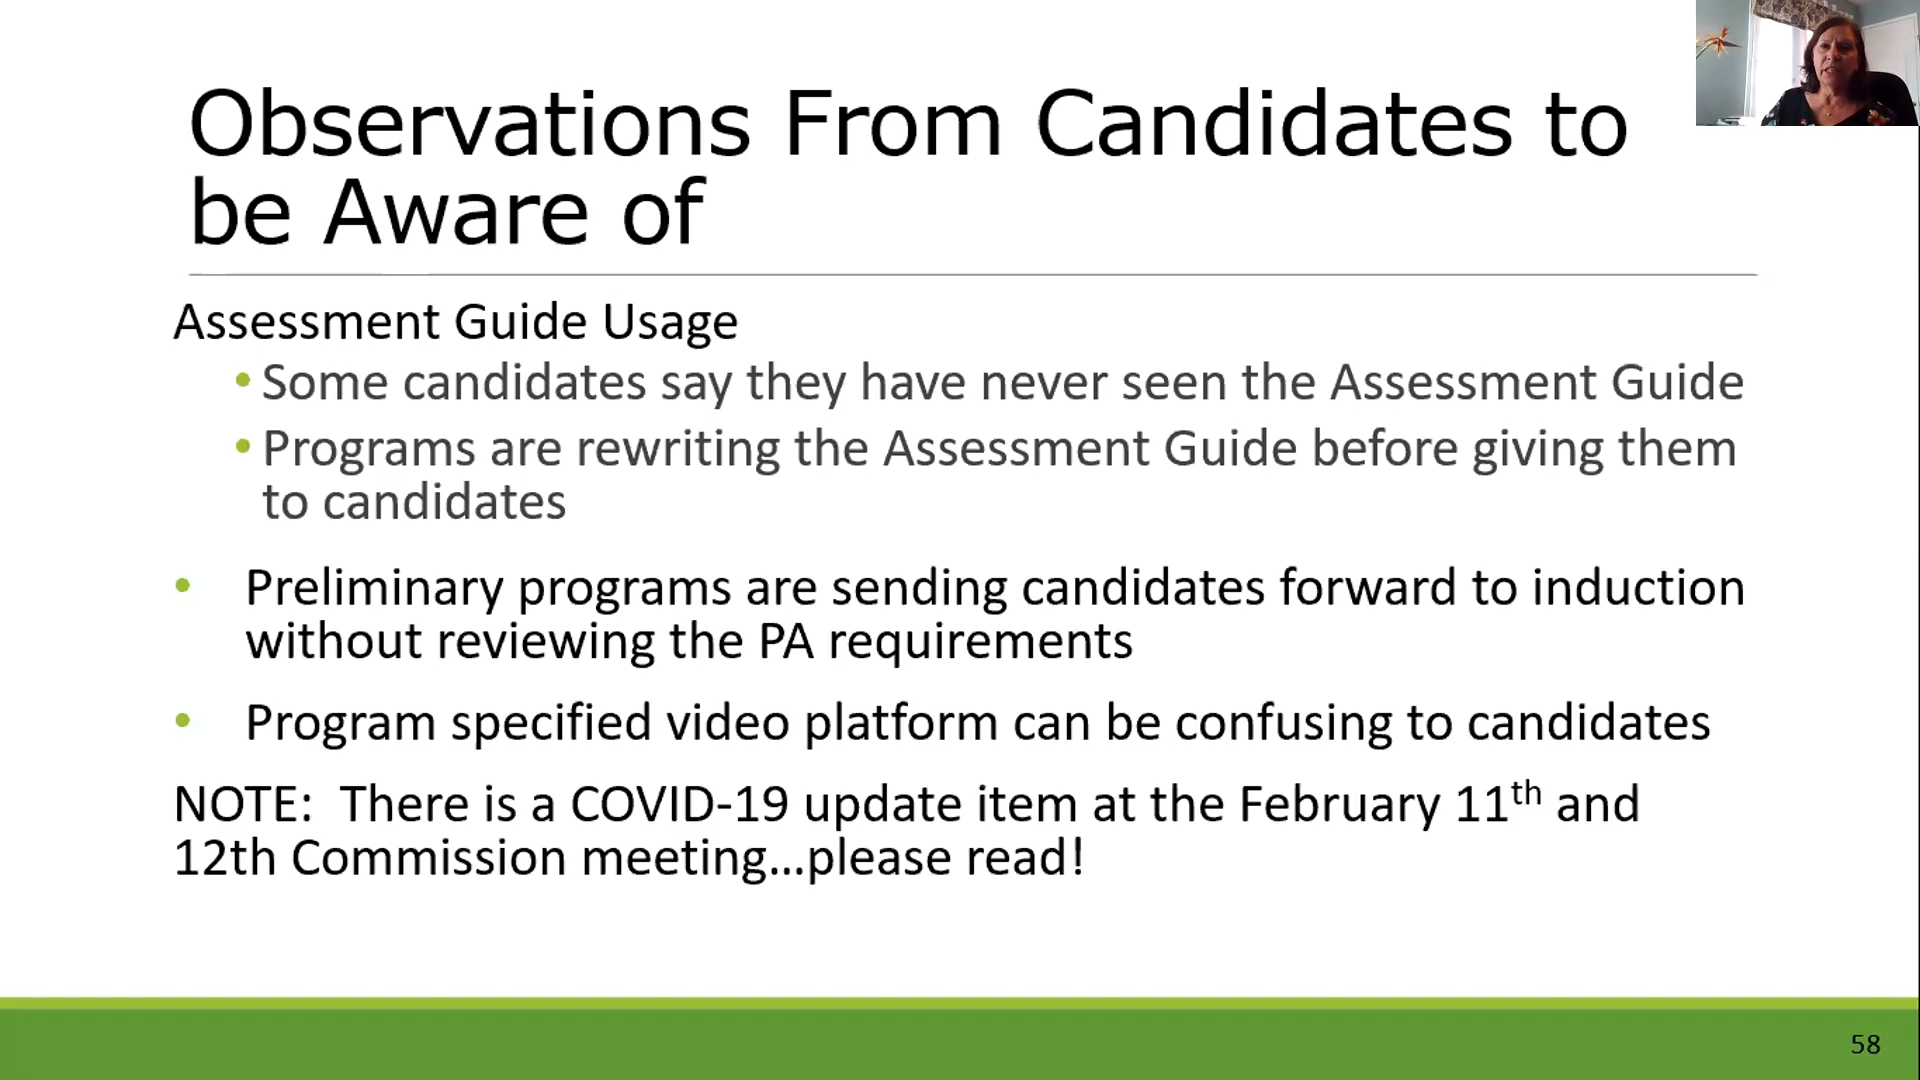 Observations From Candidates to
be Aware of
Assessment Guide Usage
• Some candidates say they have never seen the Assessment Guide
• Programs are rewriting the Assessment Guide before giving them
to candidates
• Preliminary programs are sending candidates forward to induction
without reviewing the PA requirements
• Program specified video platform can be confusing to candidates
NOTE:  There is a COVID-19 update item at the February 11th and
12th Commission meeting...please read!
58